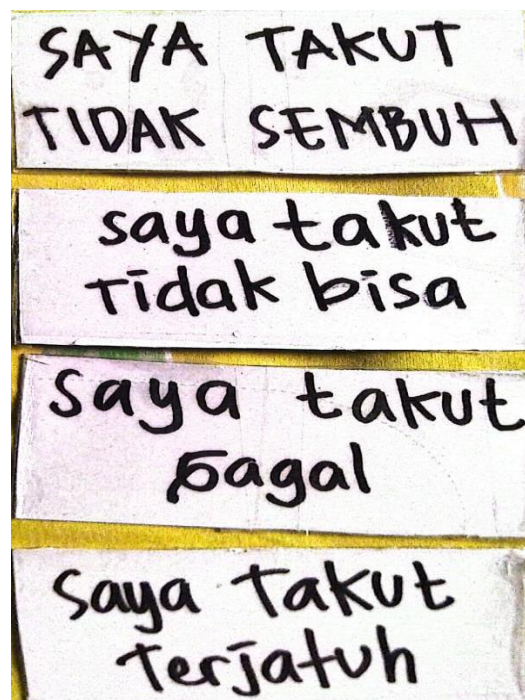 SAYA TAKUT
TIDAK SEMBUH
saya takut
Tidak bisa
Saya takut
gagal
Saya Takut
Terjatuh